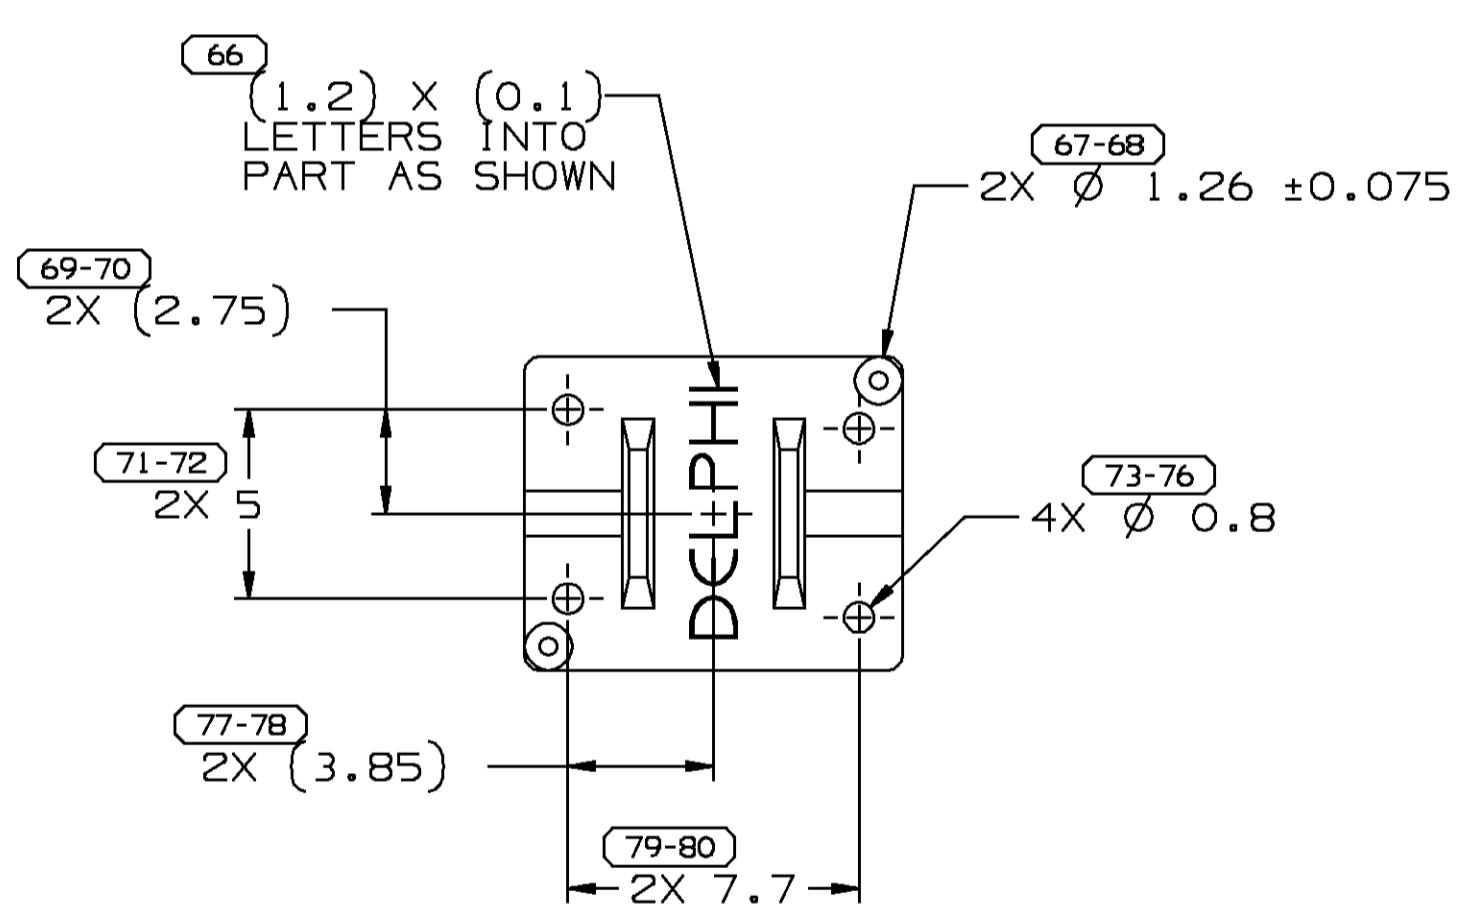 66
(1.2) X (0.1)
LETTERS INTO
PART AS SHOWN
67-68
2X Ø 1.26 ±0.075
69-70
2X (2.75)
71-72
2X 5
73-76
4X Ø 0.8
DELPHI
77-78
2X (3.85)
79-80
2X 7.7